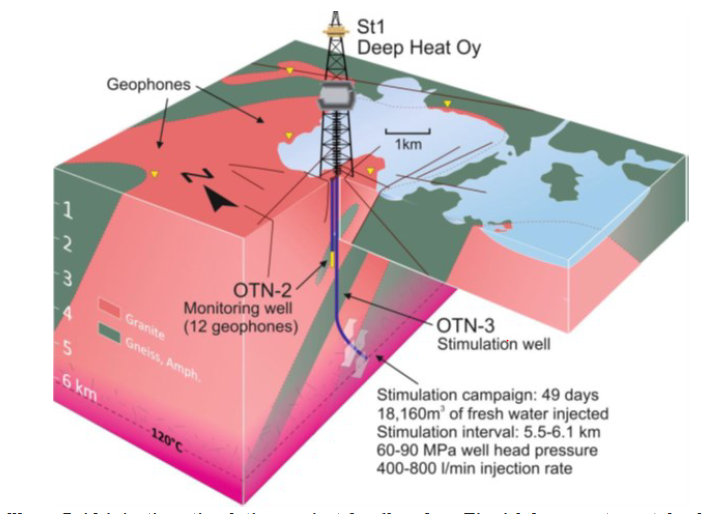 St1
Deep Heat Oy
Geophones
1km
N
1
2
3
4
5
6 km
OTN-2
Monitoring well
(12 geophones)
Granite
Gneiss, Amph.
120°C
OTN-3
Stimulation well
Stimulation campaign: 49 days
18,160m³ of fresh water injected
Stimulation interval: 5.5-6.1 km
60-90 MPa well head pressure
400-800 l/min injection rate